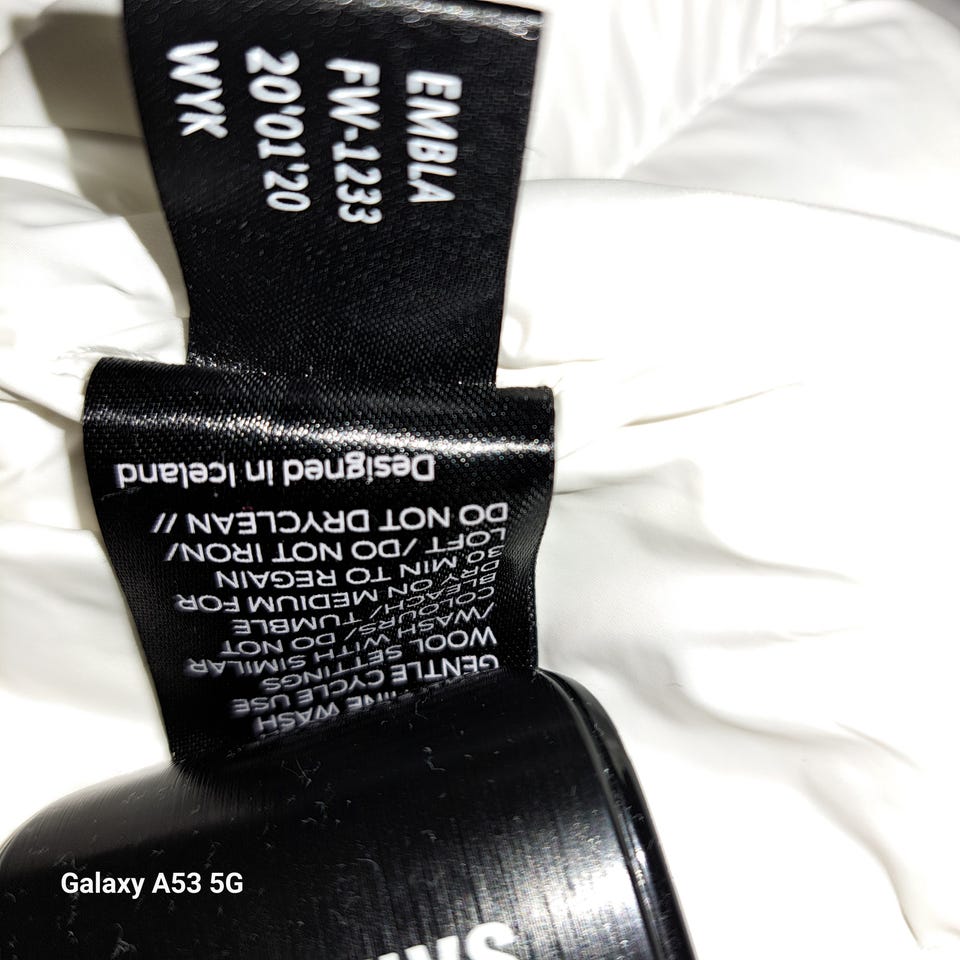 EMBLA
FW-1233
20'01'20
WYK
Designed in Iceland
WASH
GENTLE CYCLE USE
WOOL SETTINGS
/WASH WITH SIMILAR
COLOURS/ DO NOT
BLEACH/ TUMBLE
DRY ON MEDIUM FOR
30 MIN TO REGAIN
LOFT /DO NOT IRON/
DO NOT DRYCLEAN //
Galaxy A53 5G